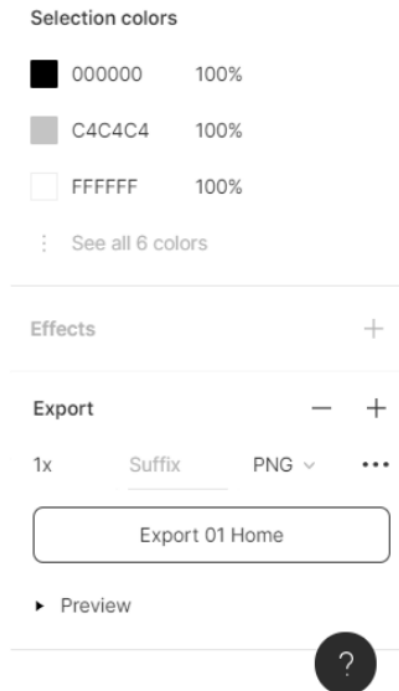 Selection colors
000000 100%
C4C4C4 100%
FFFFFF 100%
See all 6 colors
Effects
Export
1x Suffix PNG
Export 01 Home
Preview
?